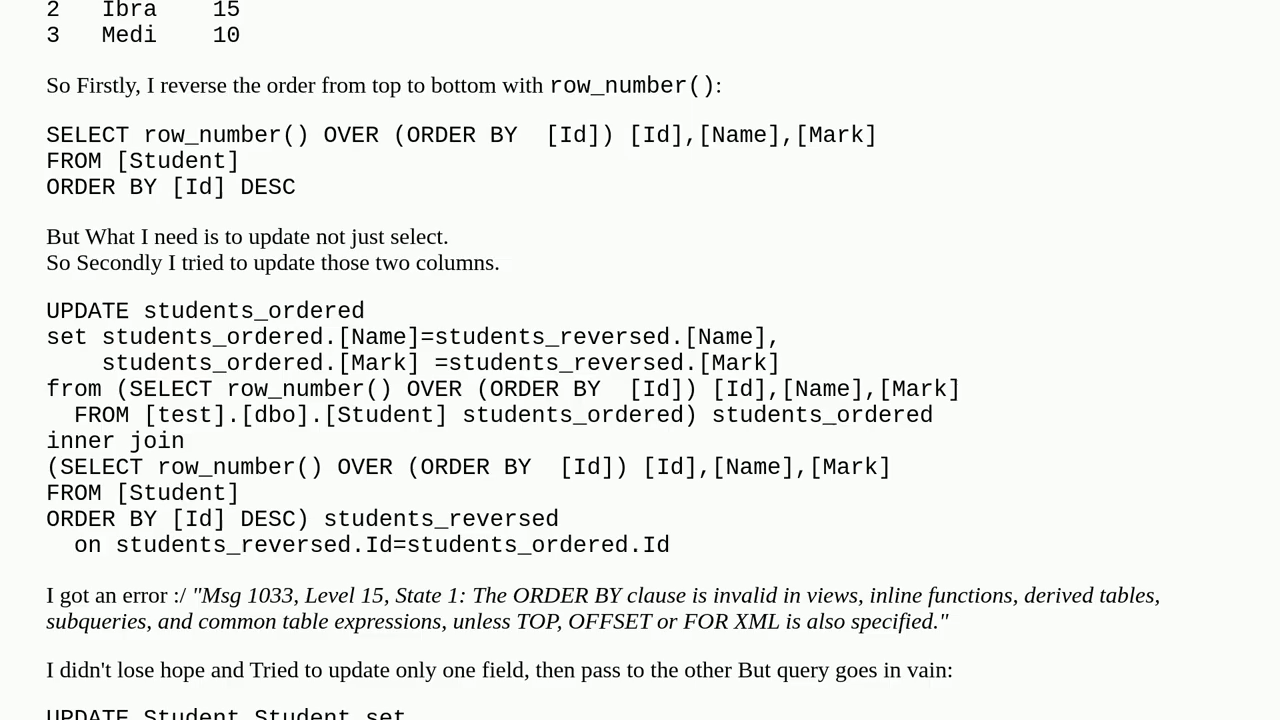 2   Ibra    15
3   Medi    10
So Firstly, I reverse the order from top to bottom with row_number():
SELECT row_number() OVER (ORDER BY  [Id]) [Id],[Name],[Mark]
FROM [Student]
ORDER BY [Id] DESC
But What I need is to update not just select.
So Secondly I tried to update those two columns.
UPDATE students_ordered
set students_ordered.[Name]=students_reversed.[Name],
    students_ordered.[Mark] =students_reversed.[Mark]
from (SELECT row_number() OVER (ORDER BY  [Id]) [Id],[Name],[Mark]
  FROM [test].[dbo].[Student] students_ordered) students_ordered
inner join
(SELECT row_number() OVER (ORDER BY  [Id]) [Id],[Name],[Mark]
FROM [Student]
ORDER BY [Id] DESC) students_reversed
  on students_reversed.Id=students_ordered.Id
I got an error :/ "Msg 1033, Level 15, State 1: The ORDER BY clause is invalid in views, inline functions, derived tables,
subqueries, and common table expressions, unless TOP, OFFSET or FOR XML is also specified."
I didn't lose hope and Tried to update only one field, then pass to the other But query goes in vain:
UPDATE Student Student set